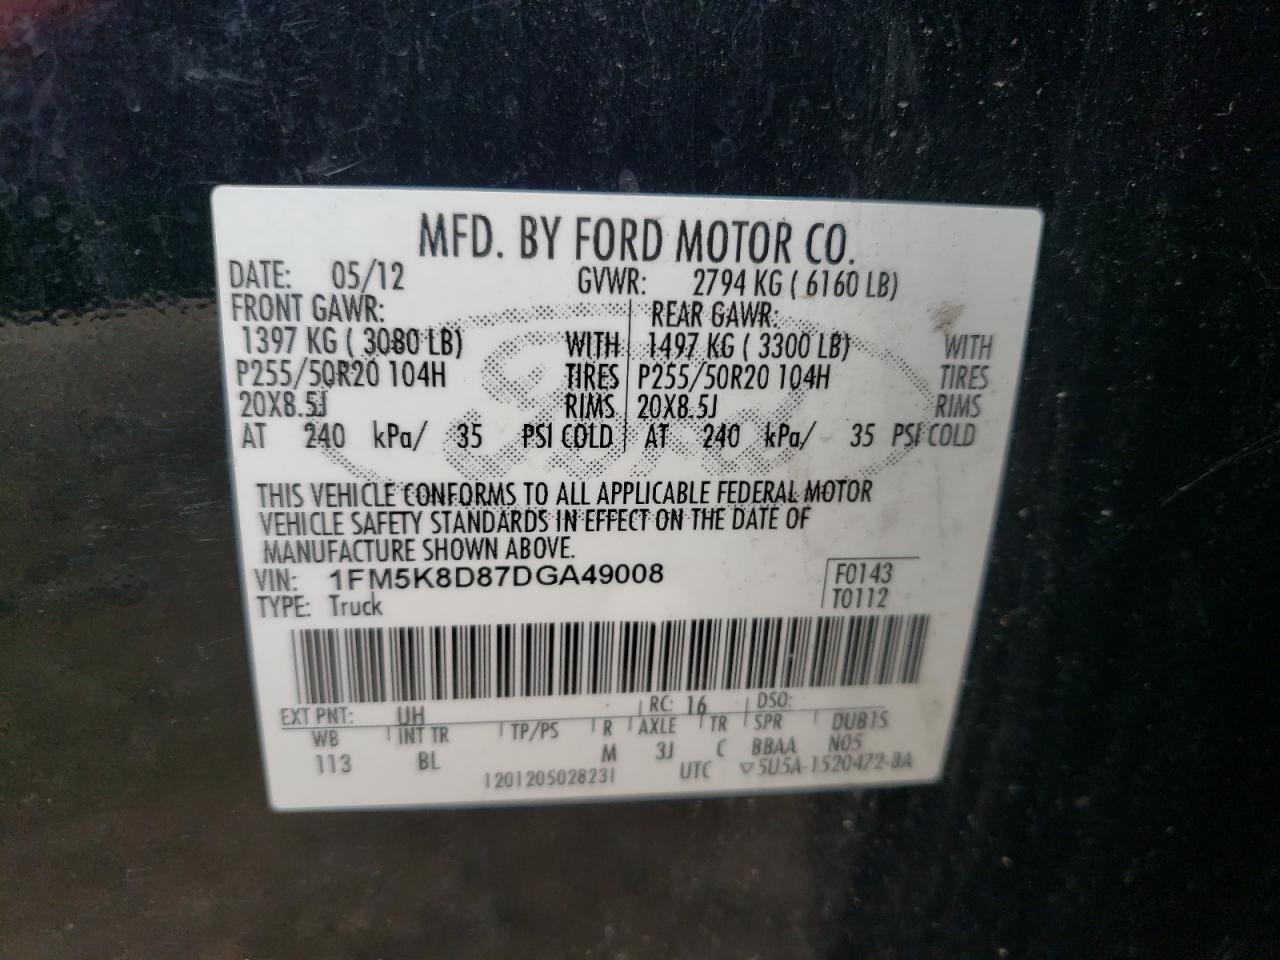 MFD. BY FORD MOTOR CO.
DATE: 05/12 GVWR: 2794 KG ( 6160 LB)
FRONT GAWR: REAR GAWR:
1397 KG ( 3080 LB) WITH 1497 KG ( 3300 LB) WITH
P255/50R20 104H TIRES P255/50R20 104H TIRES
20X8.5J RIMS 20X8.5J RIMS
AT 240 kPa/ 35 PSI COLD AT 240 kPa/ 35 PSI COLD
THIS VEHICLE CONFORMS TO ALL APPLICABLE FEDERAL MOTOR
VEHICLE SAFETY STANDARDS IN EFFECT ON THE DATE OF
MANUFACTURE SHOWN ABOVE.
VIN: 1FM5K8D87DGA49008 F0143
TYPE: Truck T0112
EXT PNT: UH RC: 16 DSO:
WB INT TR TP/PS R AXLE TR SPR DUB1S
113 BL M 3J C BBAA N05
1201205028231 UTC ▽5U5A-1520472-BA